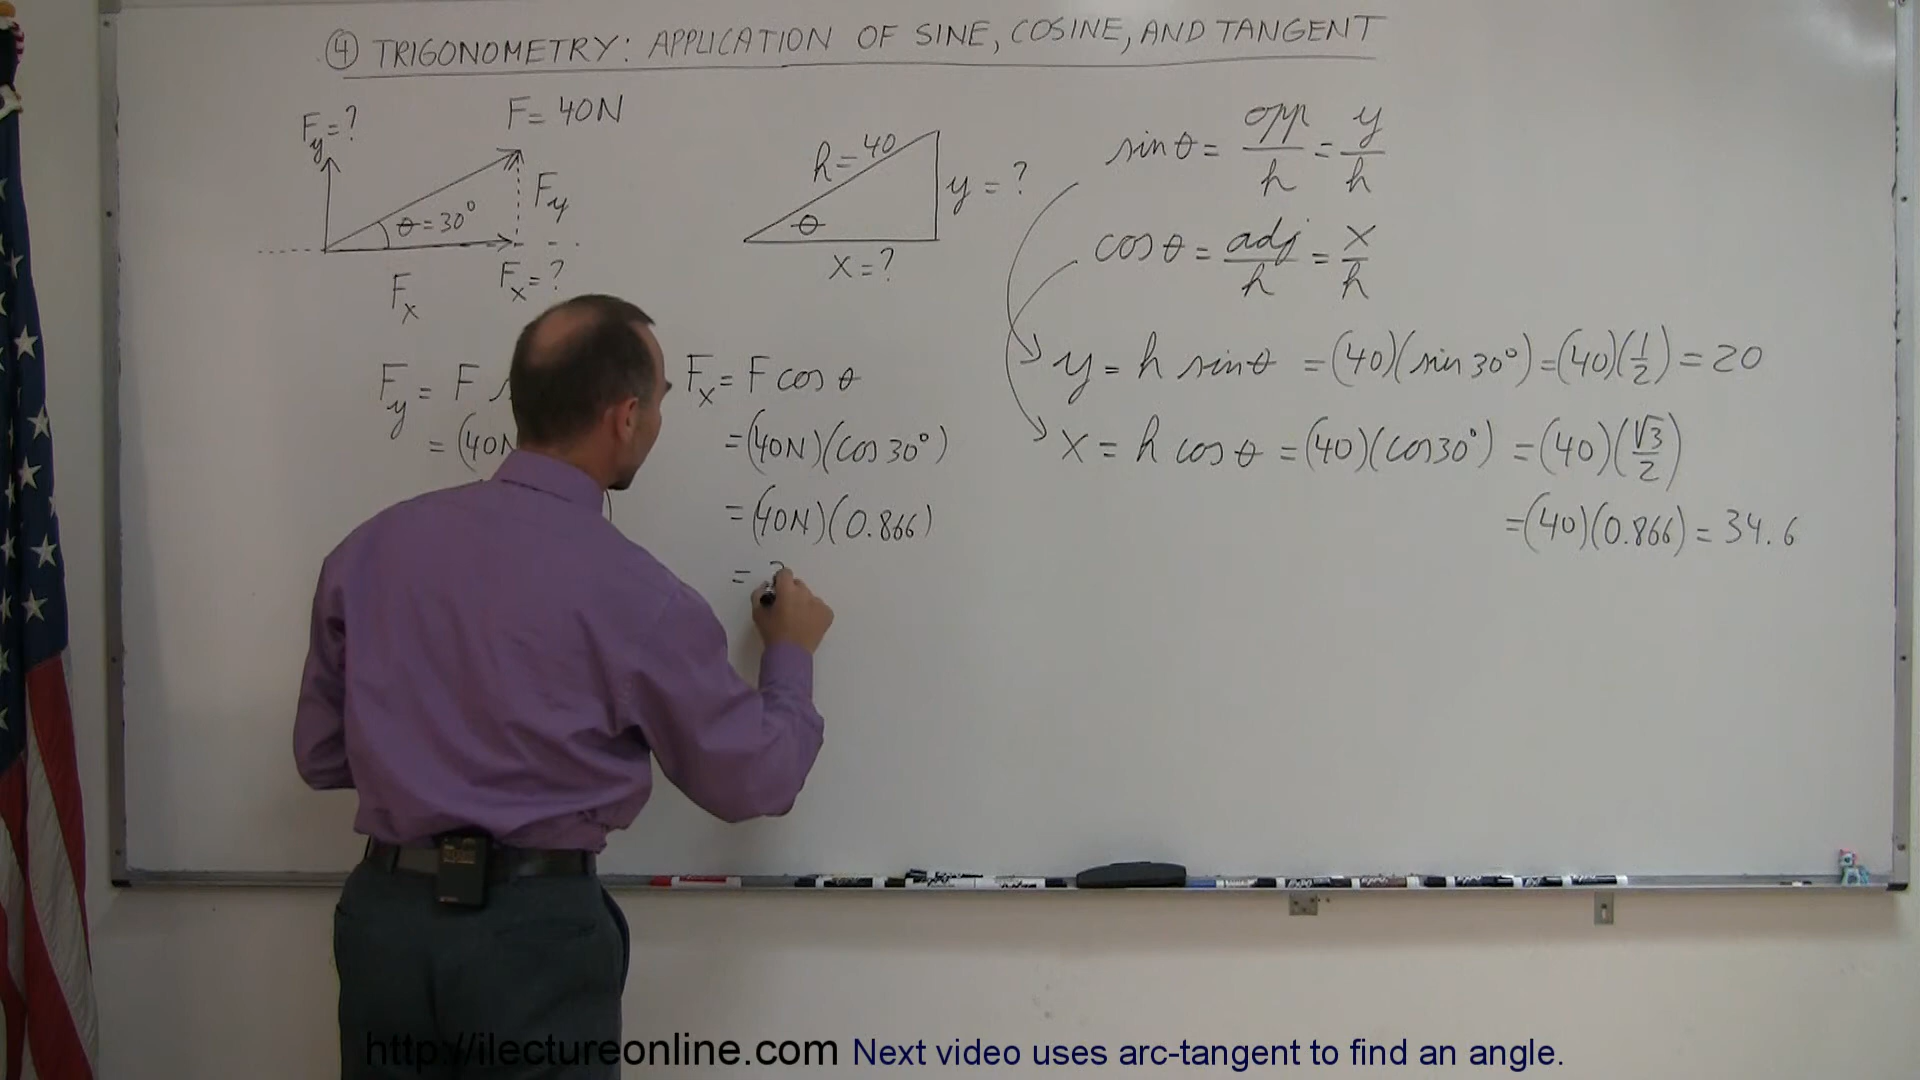 ④ TRIGONOMETRY: APPLICATION OF SINE, COSINE, AND TANGENT
F = 40N
Fy = ?
Fy
θ = 30°
Fx = ?
Fx
h = 40
y = ?
θ
x = ?
sin θ = opp/h = y/h
cos θ = adj/h = x/h
y = h sin θ = (40)(sin 30°) = (40)(1/2) = 20
x = h cos θ = (40)(cos 30°) = (40)(√3/2)
= (40)(0.866) = 34.6
Fy = F
= (40N
Fx = F cos θ
= (40N)(cos 30°)
= (40N)(0.866)
=
http://ilectureonline.com Next video uses arc-tangent to find an angle.